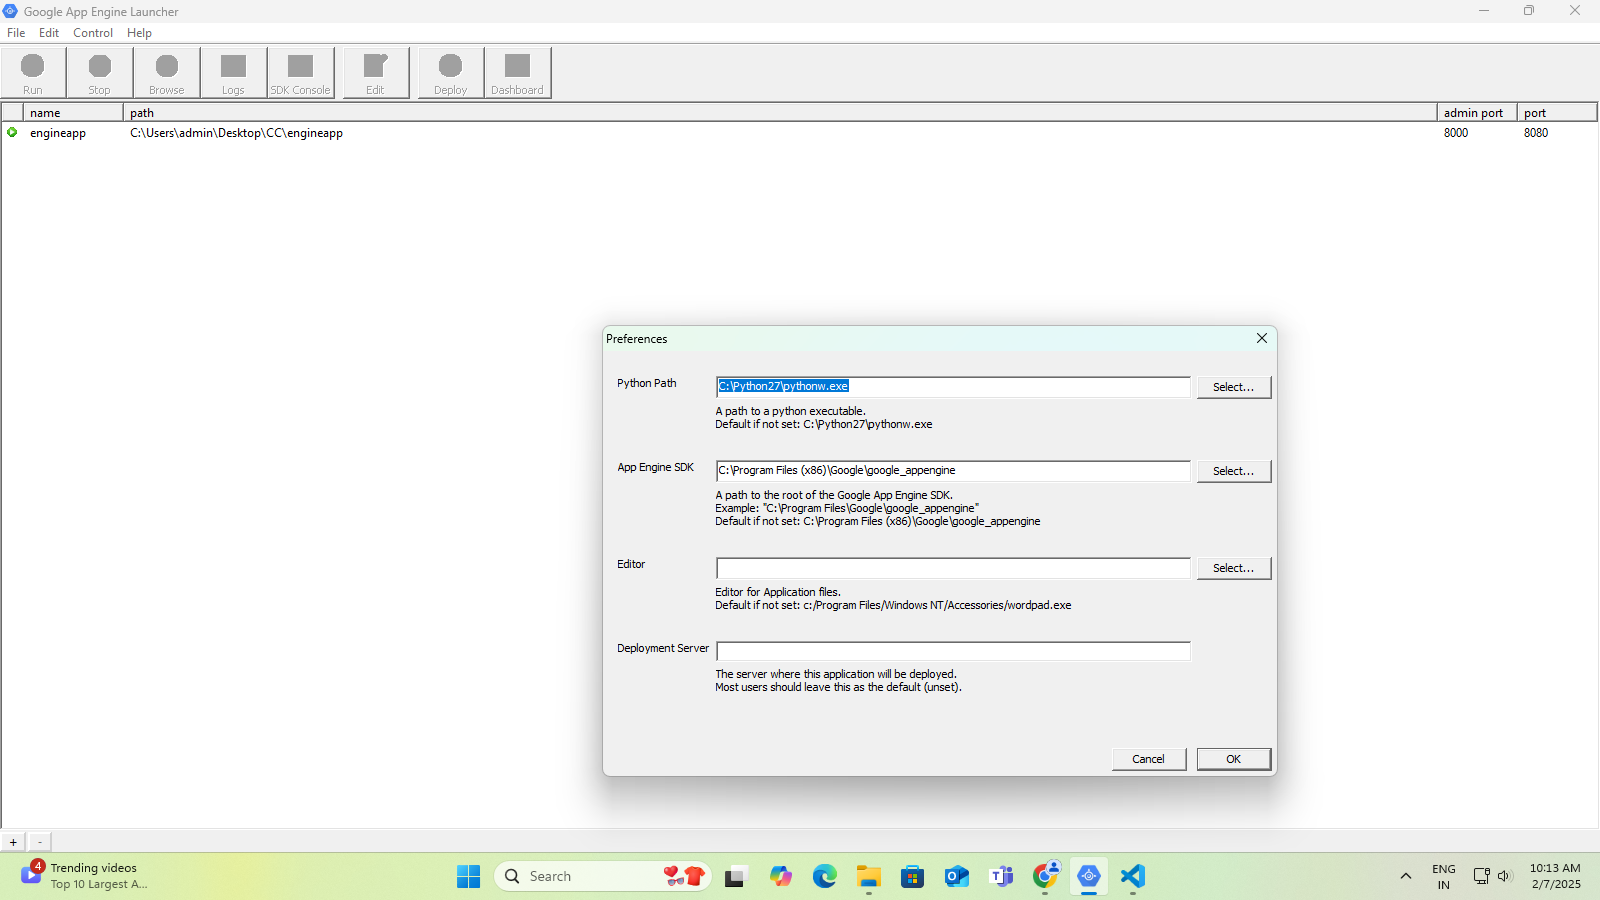 Google App Engine Launcher
File Edit Control Help
Run Stop Browse Logs SDK Console Edit Deploy Dashboard
name path admin port port
engineapp C:\Users\admin\Desktop\CC\engineapp 8000 8080
Preferences
Python Path C:\Python27\pythonw.exe Select...
A path to a python executable.
Default if not set: C:\Python27\pythonw.exe
App Engine SDK C:\Program Files (x86)\Google\google_appengine Select...
A path to the root of the Google App Engine SDK.
Example: "C:\Program Files\Google\google_appengine"
Default if not set: C:\Program Files (x86)\Google\google_appengine
Editor Select...
Editor for Application files.
Default if not set: c:/Program Files/Windows NT/Accessories/wordpad.exe
Deployment Server
The server where this application will be deployed.
Most users should leave this as the default (unset).
Cancel OK
+ -
4 Trending videos
Top 10 Largest A...
Search
ENG
IN
10:13 AM
2/7/2025